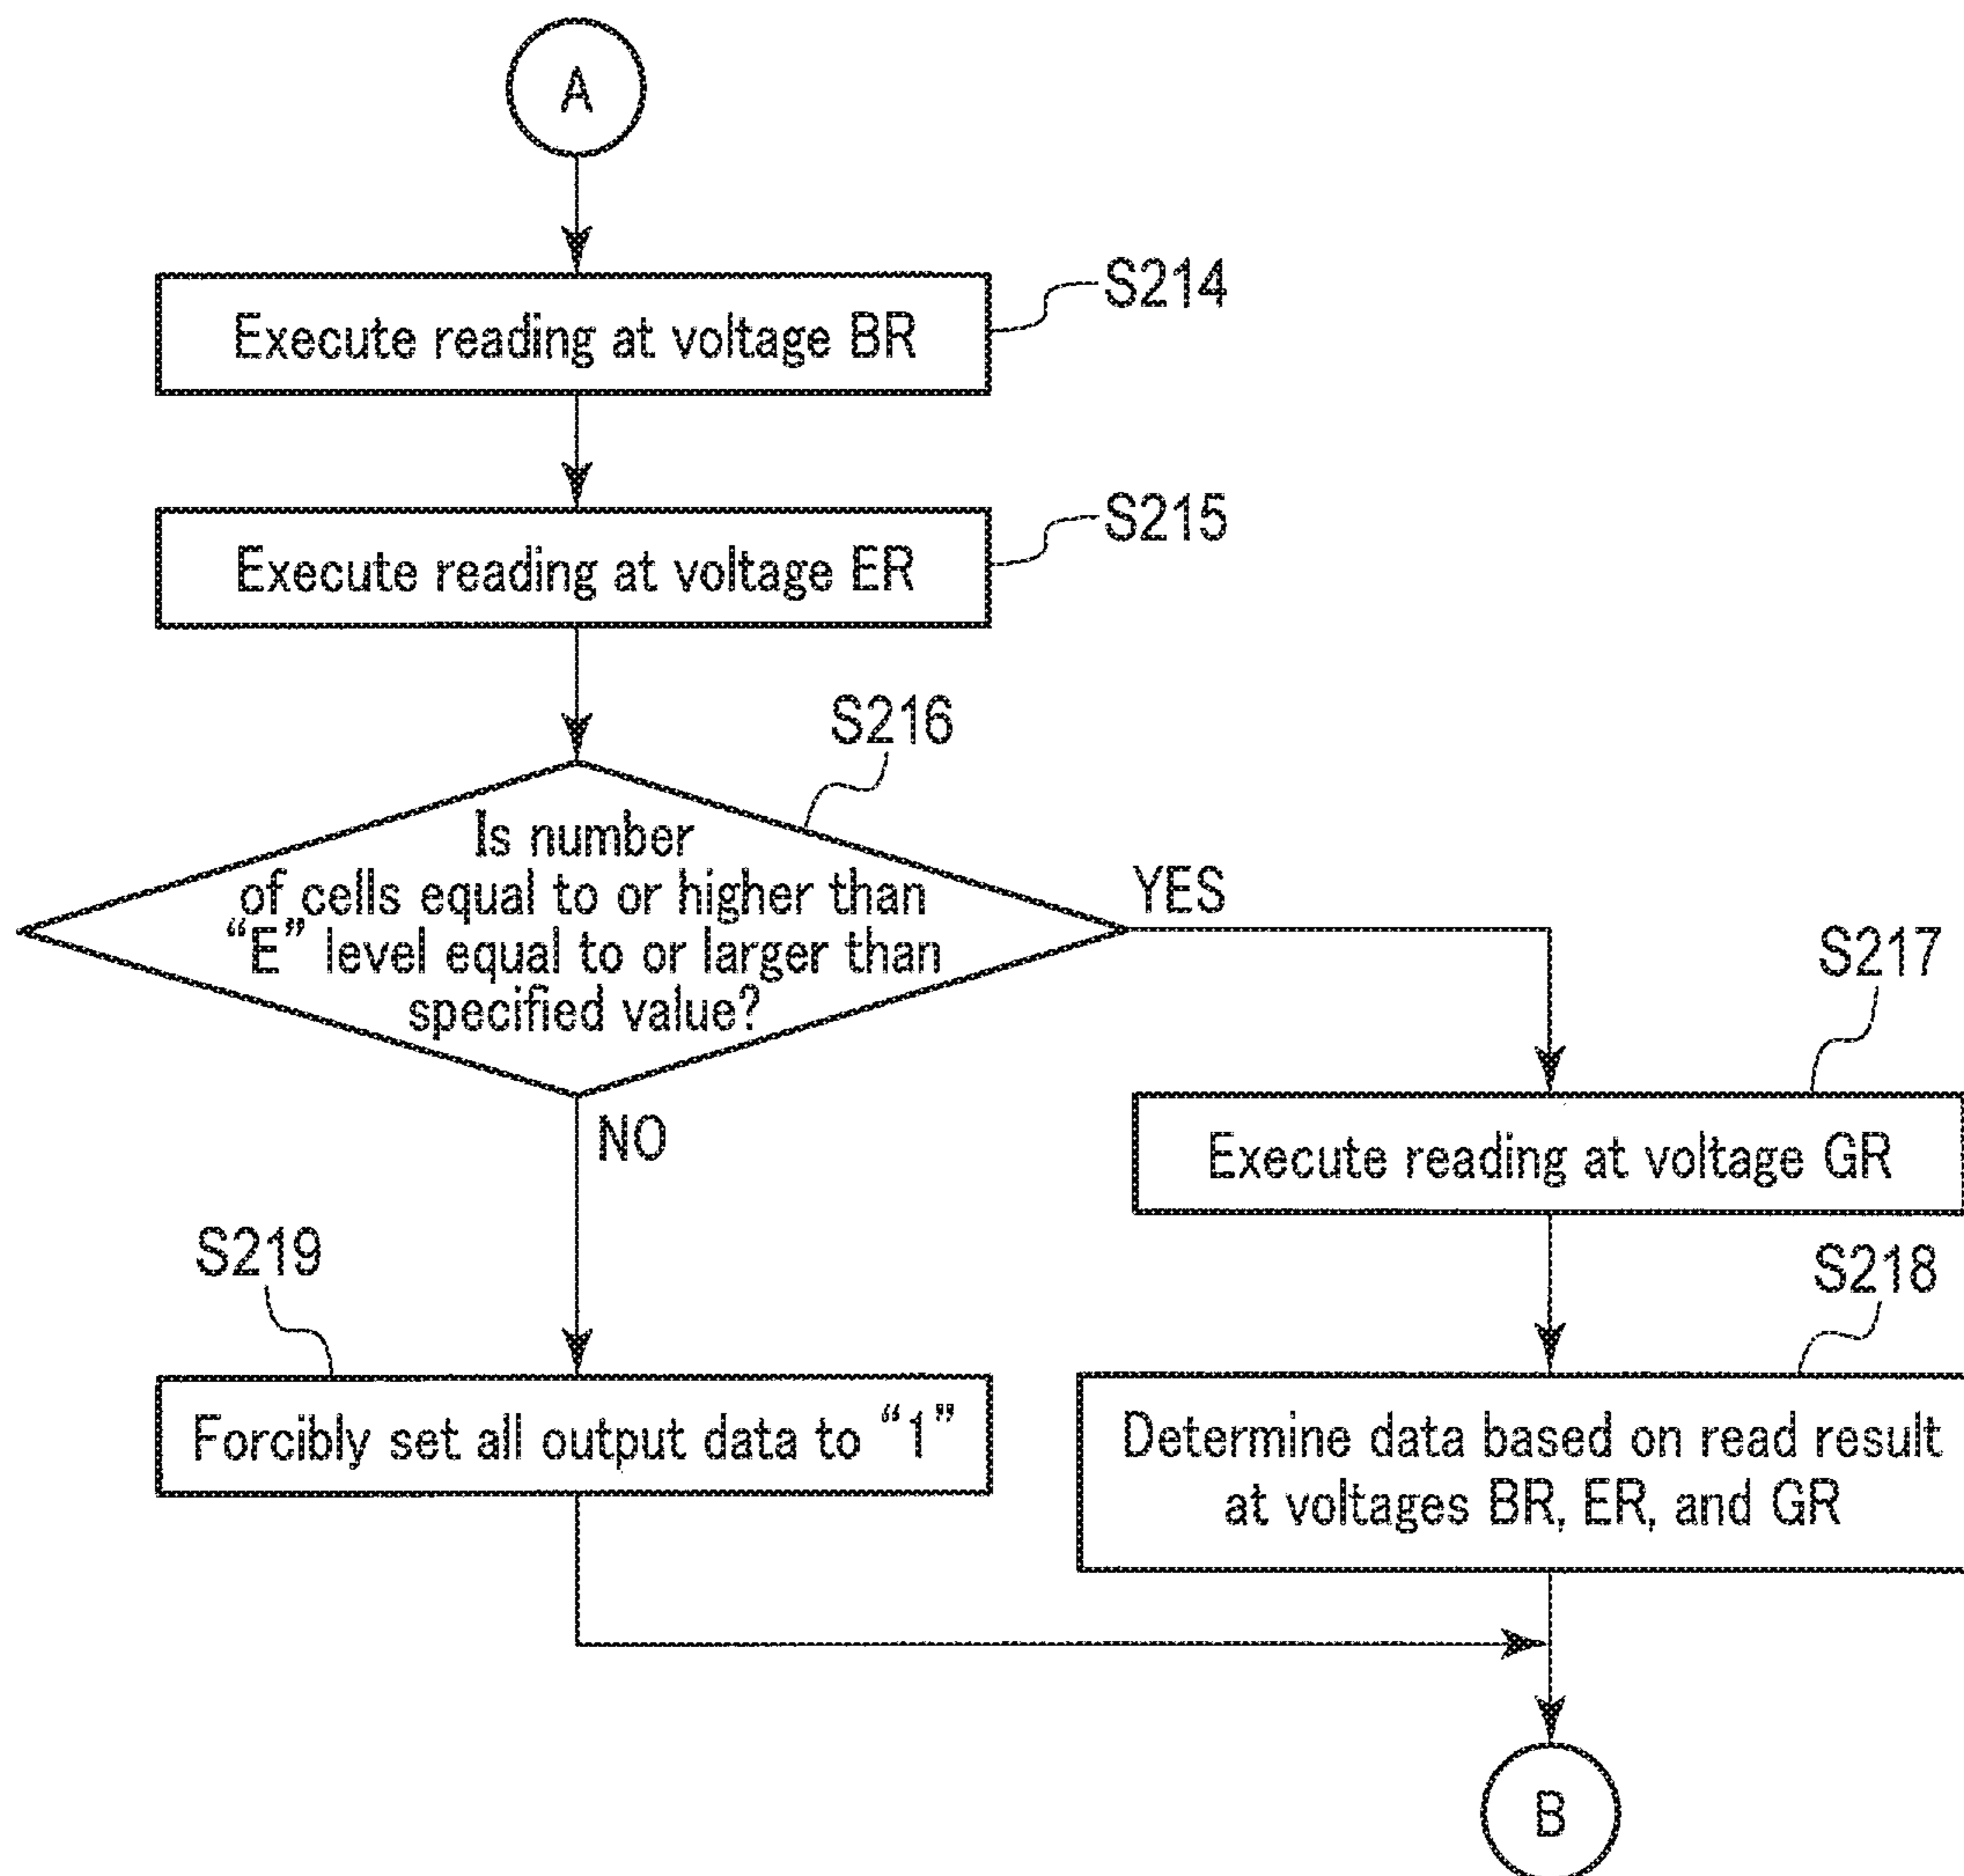 A
S214
Execute reading at voltage BR
S215
Execute reading at voltage ER
S216
Is number
of cells equal to or higher than
“E” level equal to or larger than
specified value?
YES
NO
S217
Execute reading at voltage GR
S219
Forcibly set all output data to “1”
S218
Determine data based on read result
at voltages BR, ER, and GR
B